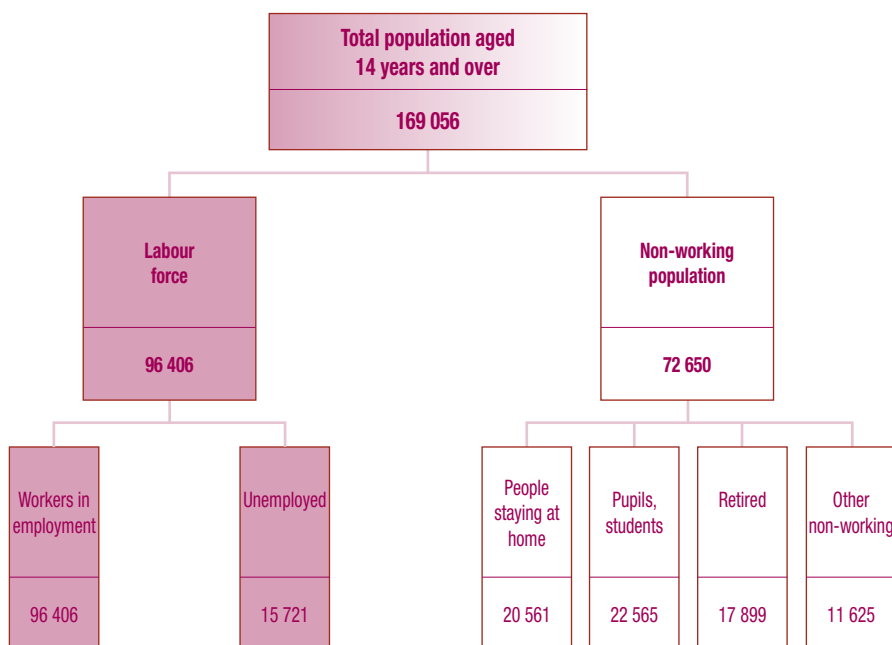 Total population aged
14 years and over
169 056
Labour
force
96 406
Non-working
population
72 650
Workers in
employment
96 406
Unemployed
15 721
People
staying at
home
20 561
Pupils,
students
22 565
Retired
17 899
Other
non-working
11 625